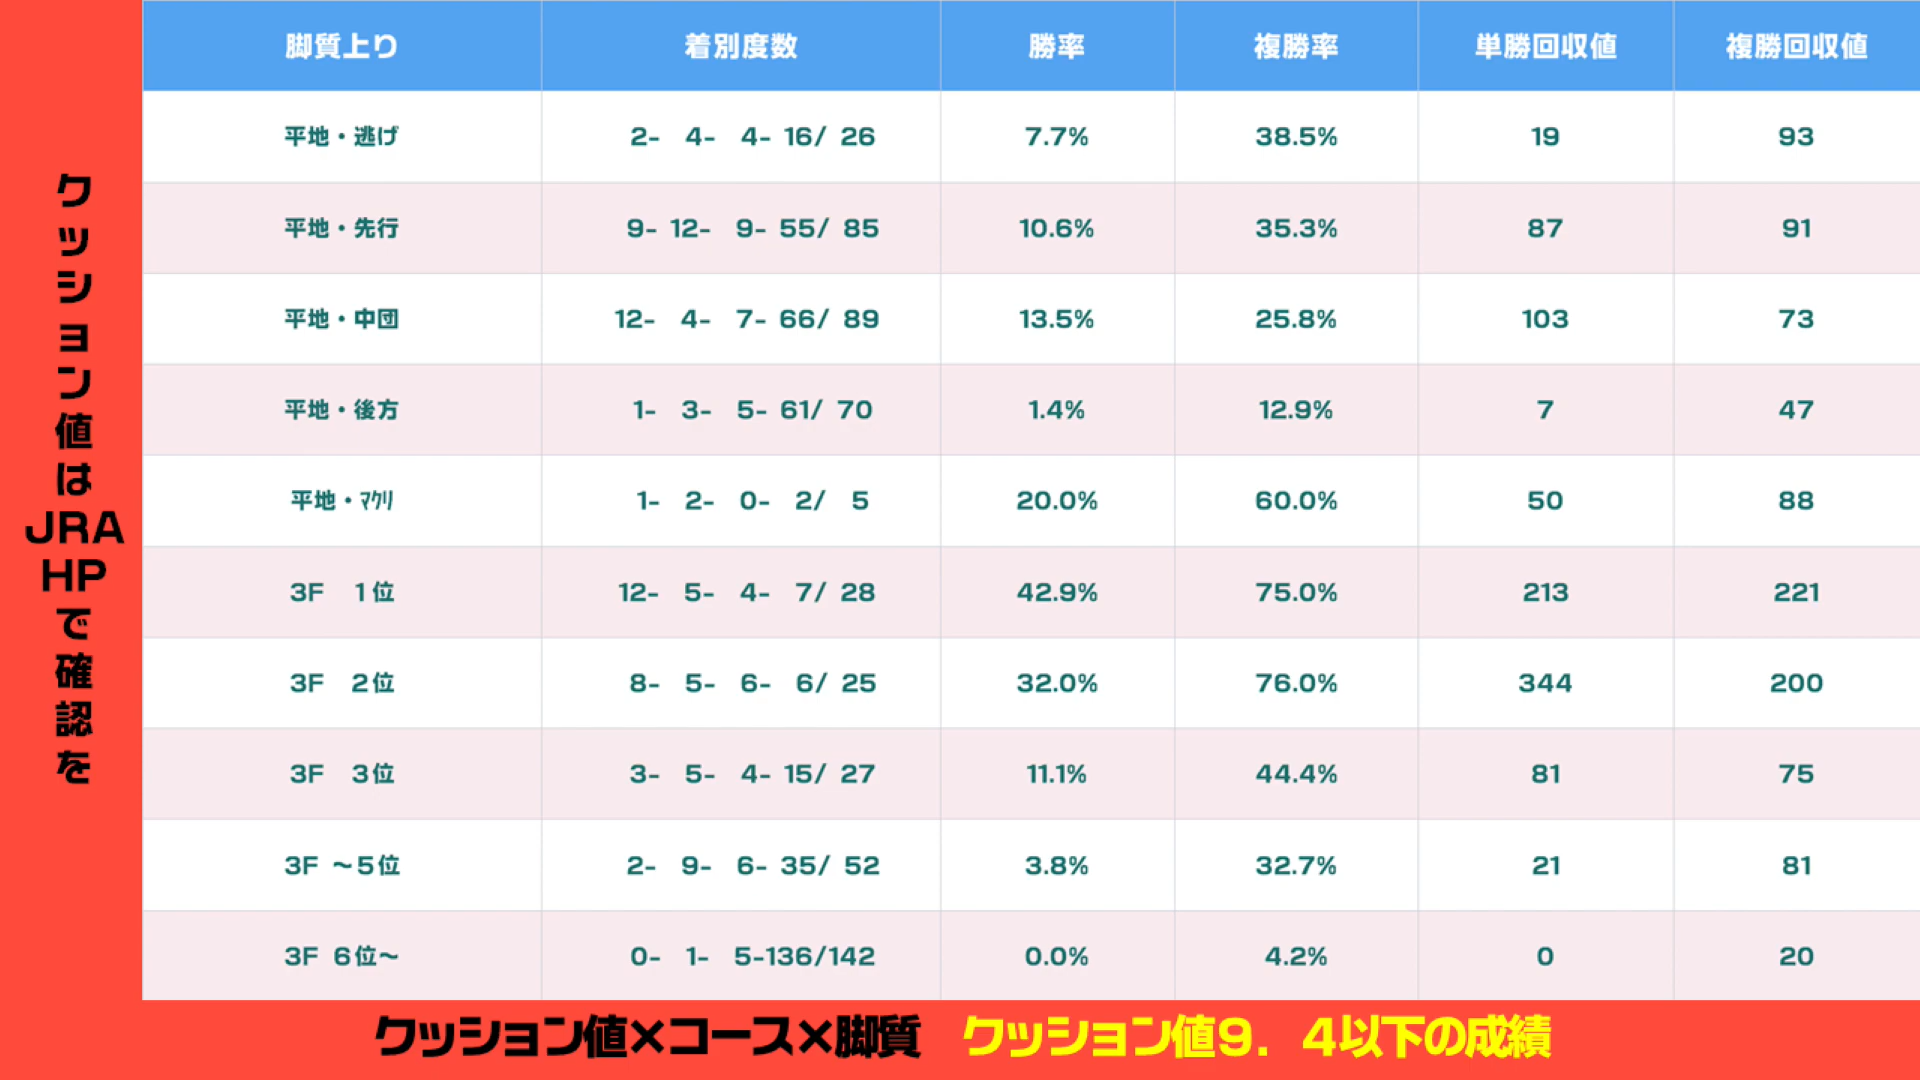 クッション値はJRAHPで確認を
脚質上り 着別度数 勝率 複勝率 単勝回収値 複勝回収値
平地・逃げ 2- 4- 4- 16/ 26 7.7% 38.5% 19 93
平地・先行 9- 12- 9- 55/ 85 10.6% 35.3% 87 91
平地・中団 12- 4- 7- 66/ 89 13.5% 25.8% 103 73
平地・後方 1- 3- 5- 61/ 70 1.4% 12.9% 7 47
平地・ﾏｸﾘ 1- 2- 0- 2/ 5 20.0% 60.0% 50 88
3F　1位 12- 5- 4- 7/ 28 42.9% 75.0% 213 221
3F　2位 8- 5- 6- 6/ 25 32.0% 76.0% 344 200
3F　3位 3- 5- 4- 15/ 27 11.1% 44.4% 81 75
3F ～5位 2- 9- 6- 35/ 52 3.8% 32.7% 21 81
3F 6位～ 0- 1- 5-136/142 0.0% 4.2% 0 20
クッション値×コース×脚質　クッション値9．4以下の成績